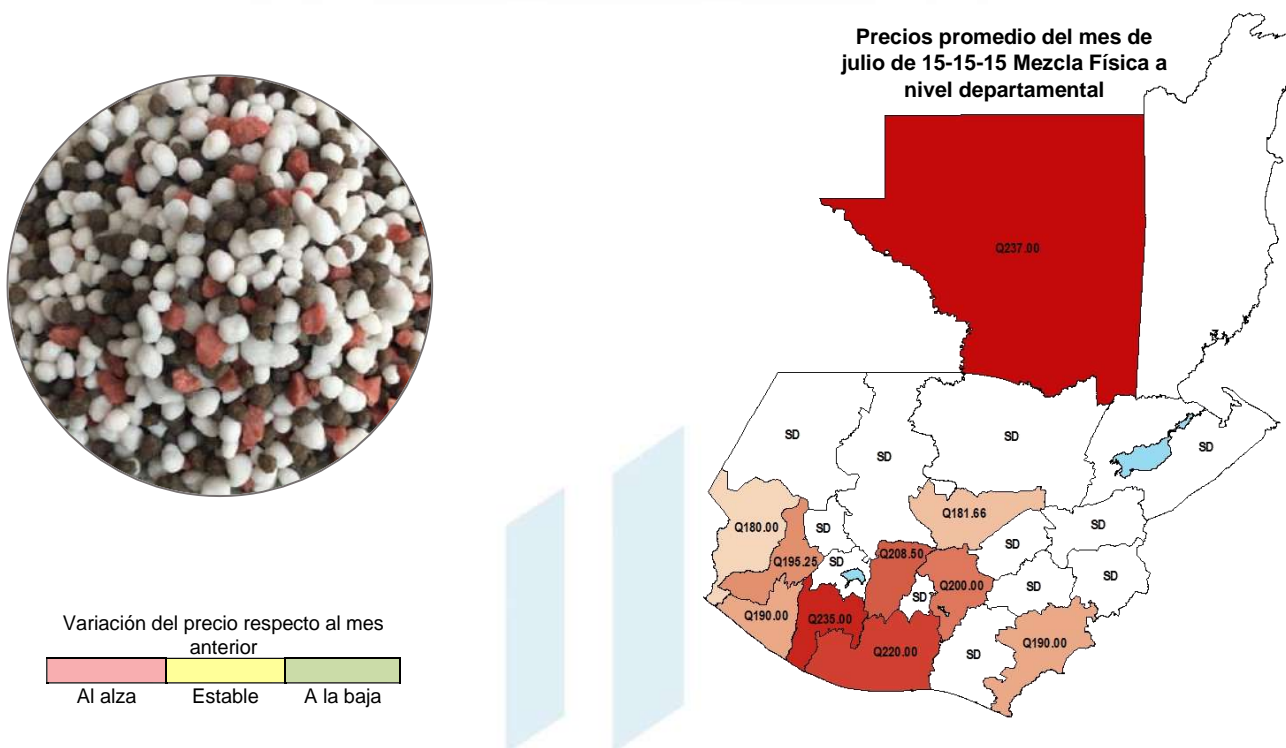 Precios promedio del mes de
julio de 15-15-15 Mezcla Física a
nivel departamental
Q237.00
SD
SD
SD
SD
Q180.00
SD
Q181.66
SD
Q195.25
SD
Q208.50
SD
Q200.00
SD
SD
SD
Q190.00
Q235.00
Q220.00
SD
Q190.00
Variación del precio respecto al mes
anterior
Al alza Estable A la baja